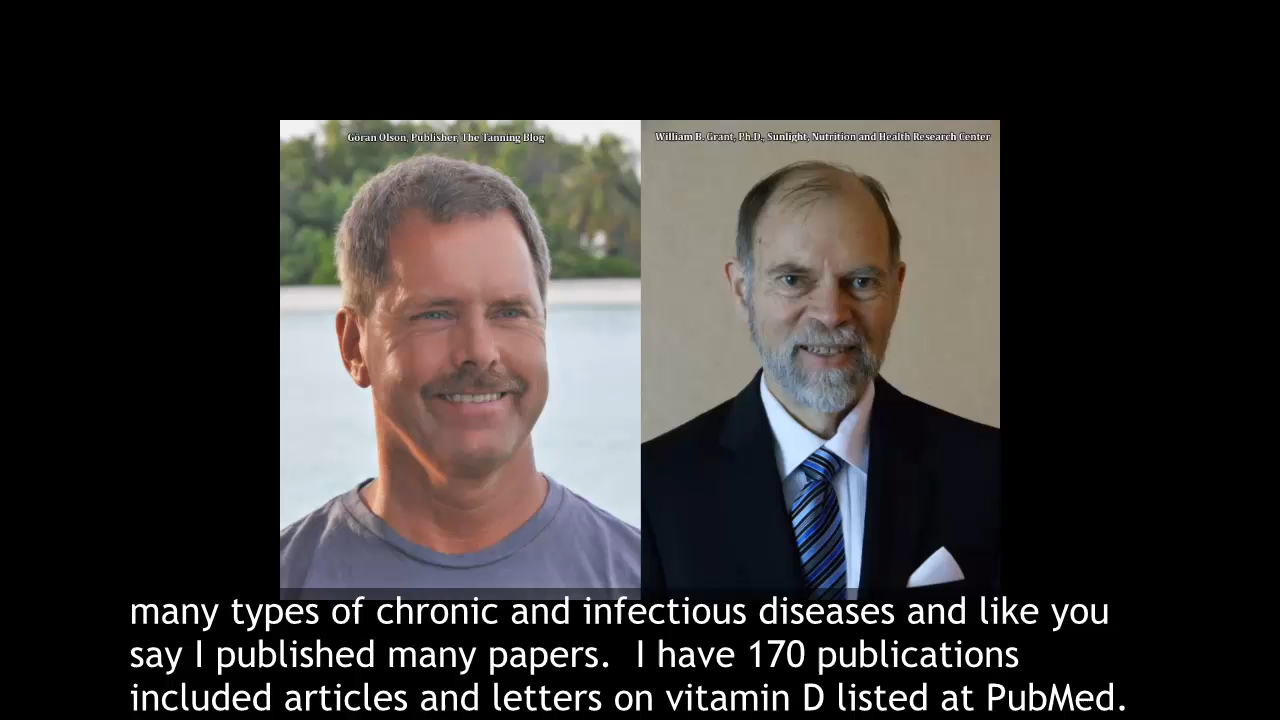 Göran Olson, Publisher, The Tanning Blog
William B. Grant, Ph.D., Sunlight, Nutrition and Health Research Center
many types of chronic and infectious diseases and like you
say I published many papers.  I have 170 publications
included articles and letters on vitamin D listed at PubMed.